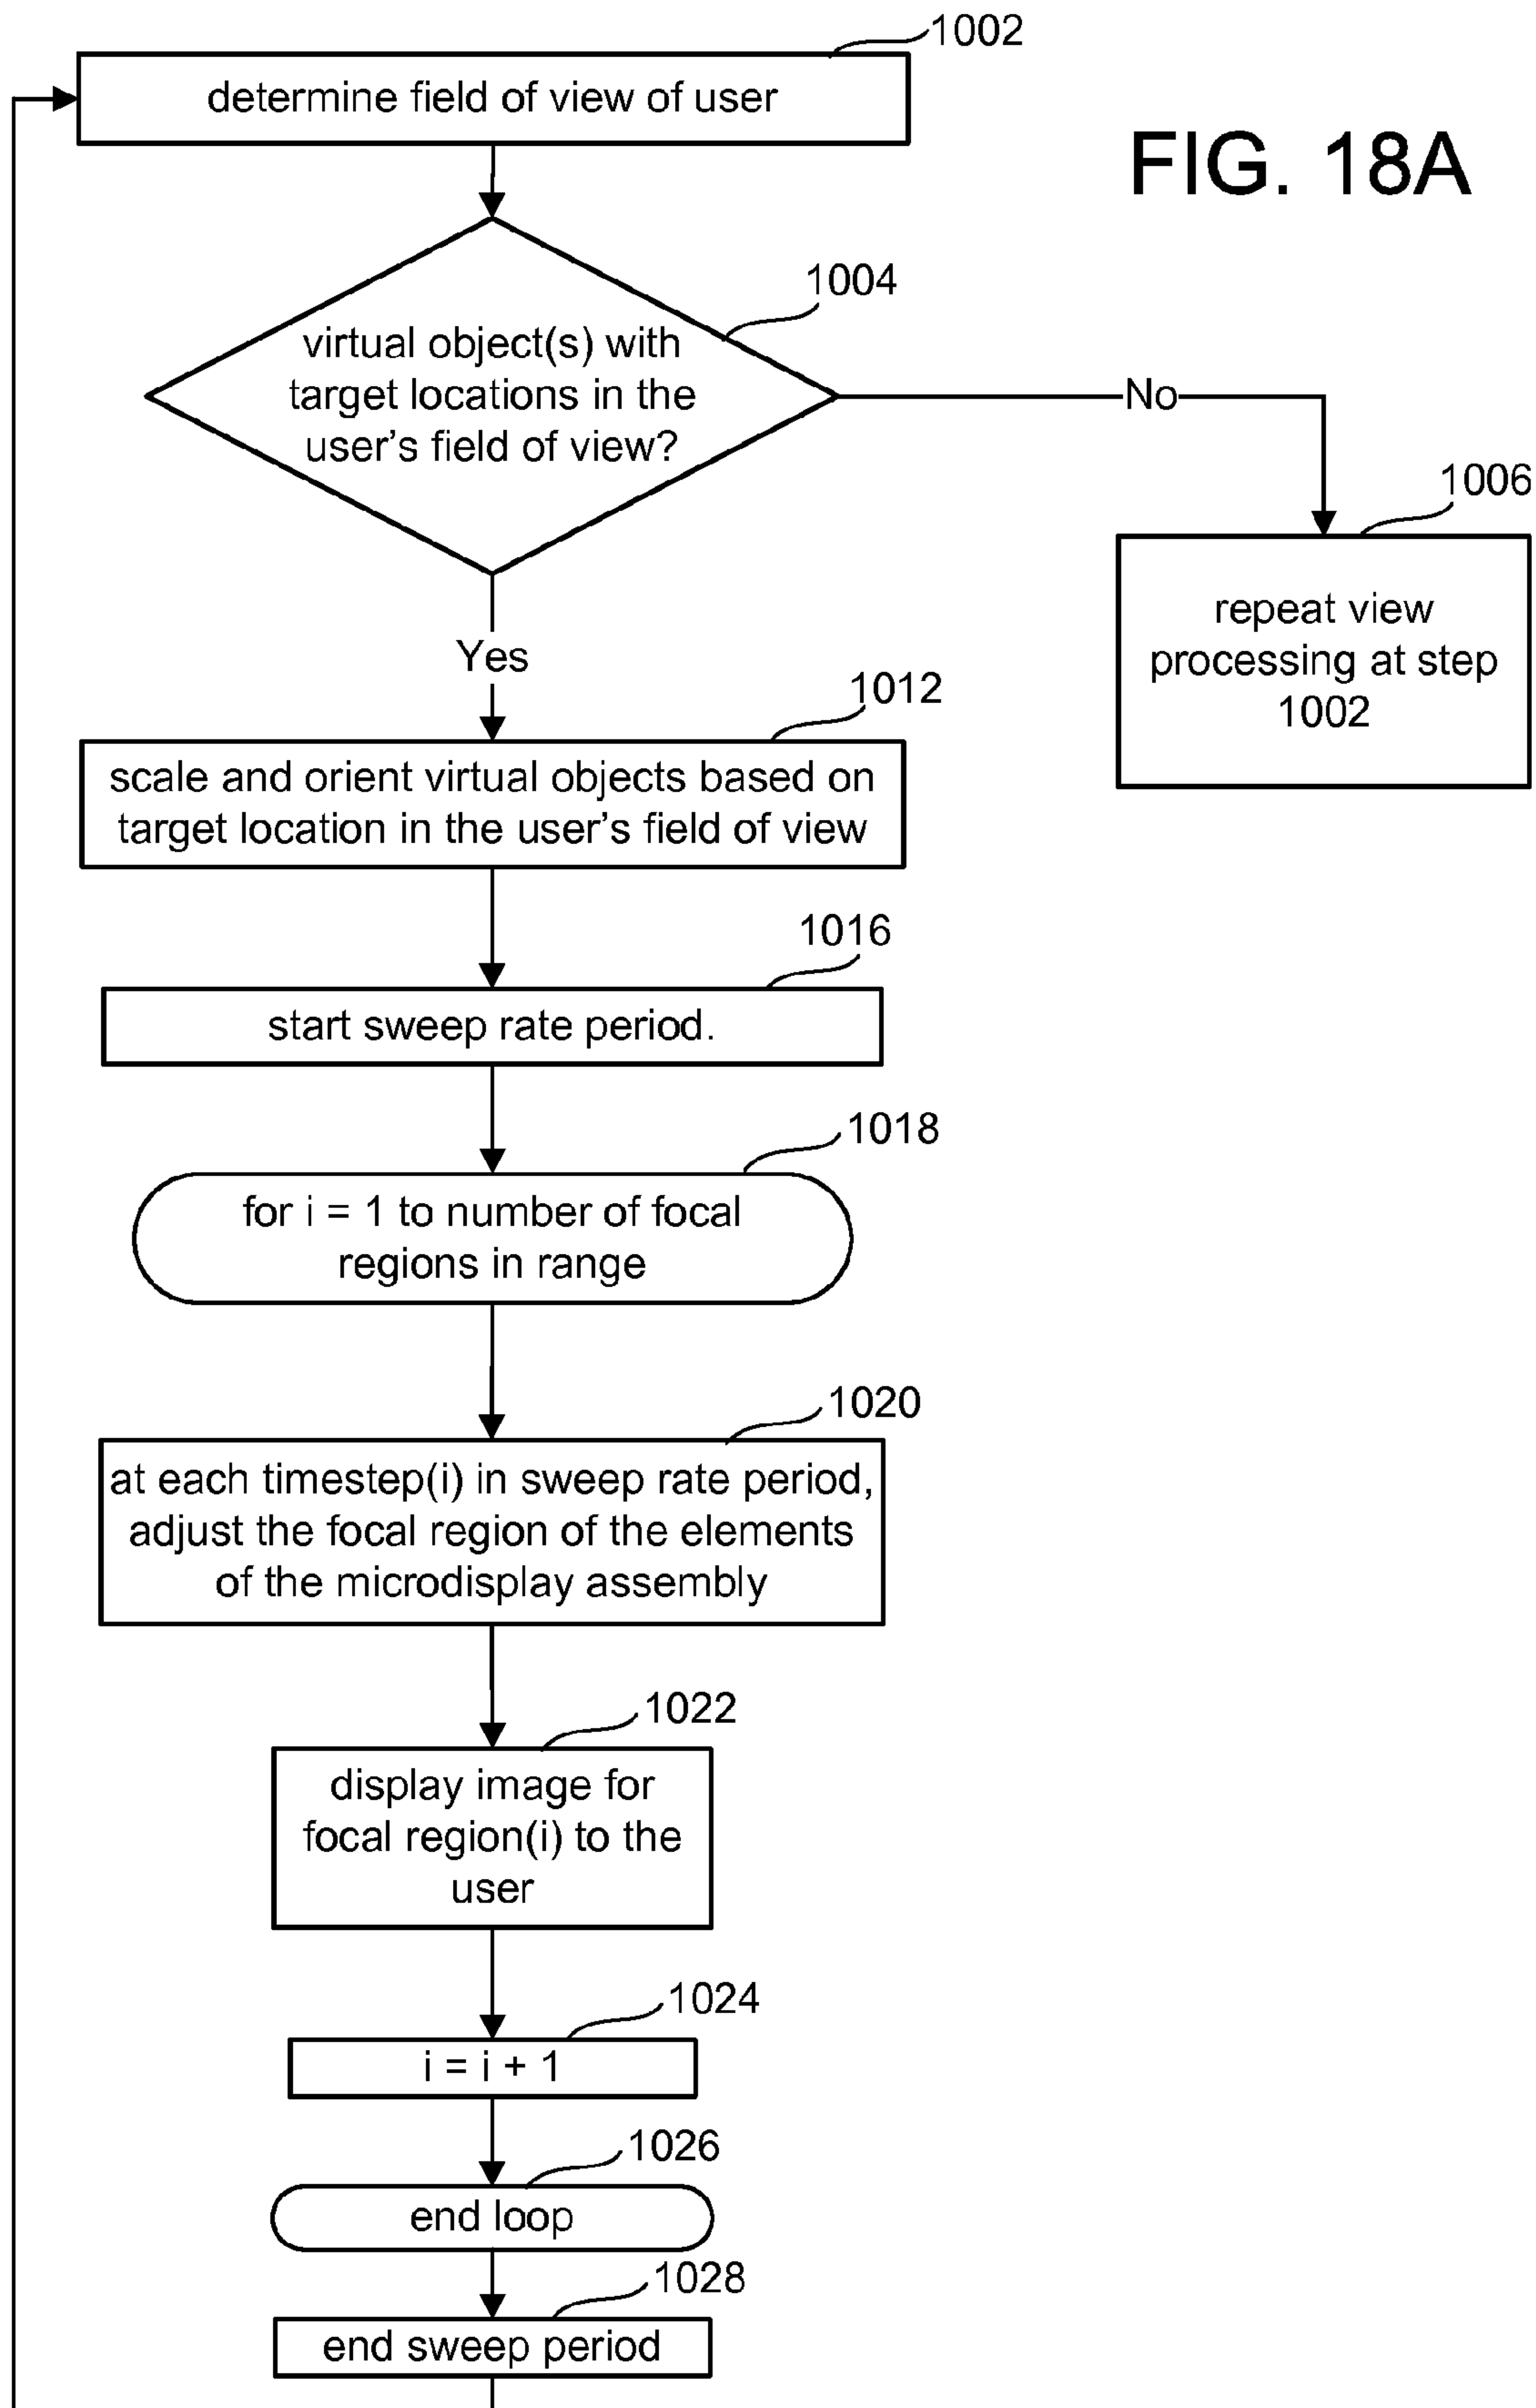 1002
determine field of view of user
FIG. 18A
1004
virtual object(s) with
target locations in the
user's field of view?
No
1006
repeat view
processing at step
1002
Yes
1012
scale and orient virtual objects based on
target location in the user's field of view
1016
start sweep rate period.
1018
for i = 1 to number of focal
regions in range
1020
at each timestep(i) in sweep rate period,
adjust the focal region of the elements
of the microdisplay assembly
1022
display image for
focal region(i) to the
user
1024
i = i + 1
1026
end loop
1028
end sweep period